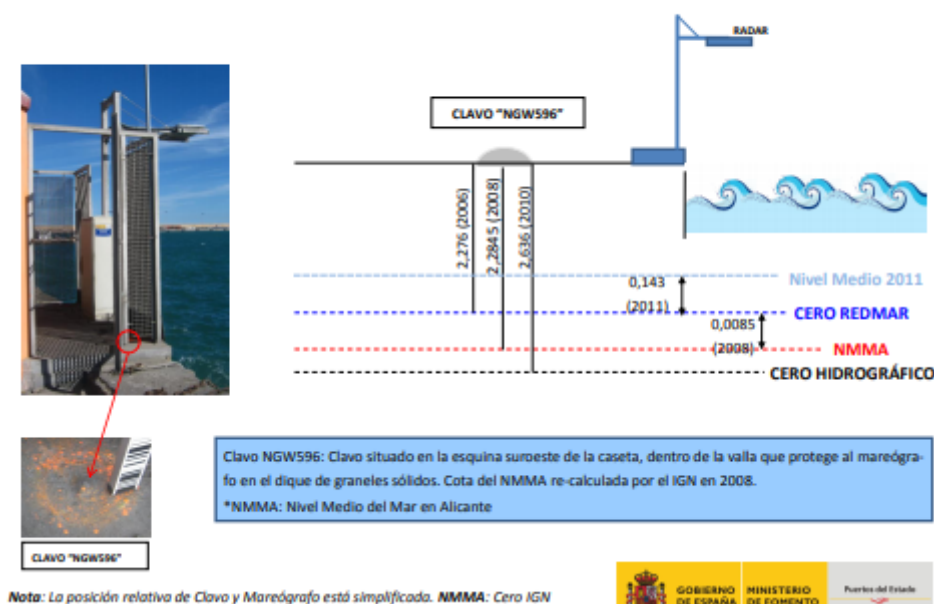 RADAR
CLAVO "NGW596"
2,276 (2006)
2,2845 (2008)
2,636 (2010)
Nivel Medio 2011
0,143
(2011)
CERO REDMAR
0,0085
(2008)
NMMA
CERO HIDROGRÁFICO
Clavo NGW596: Clavo situado en la esquina suroeste de la caseta, dentro de la valla que protege al mareógra-
fo en el dique de graneles sólidos. Cota del NMMA re-calculada por el IGN en 2008.
*NMMA: Nivel Medio del Mar en Alicante
CLAVO "NGW596"
Nota: La posición relativa de Clavo y Mareógrafo está simplificada. NMMA: Cero IGN
GOBIERNO MINISTERIO Puertos del Estado
DE ESPAÑA DE FOMENTO